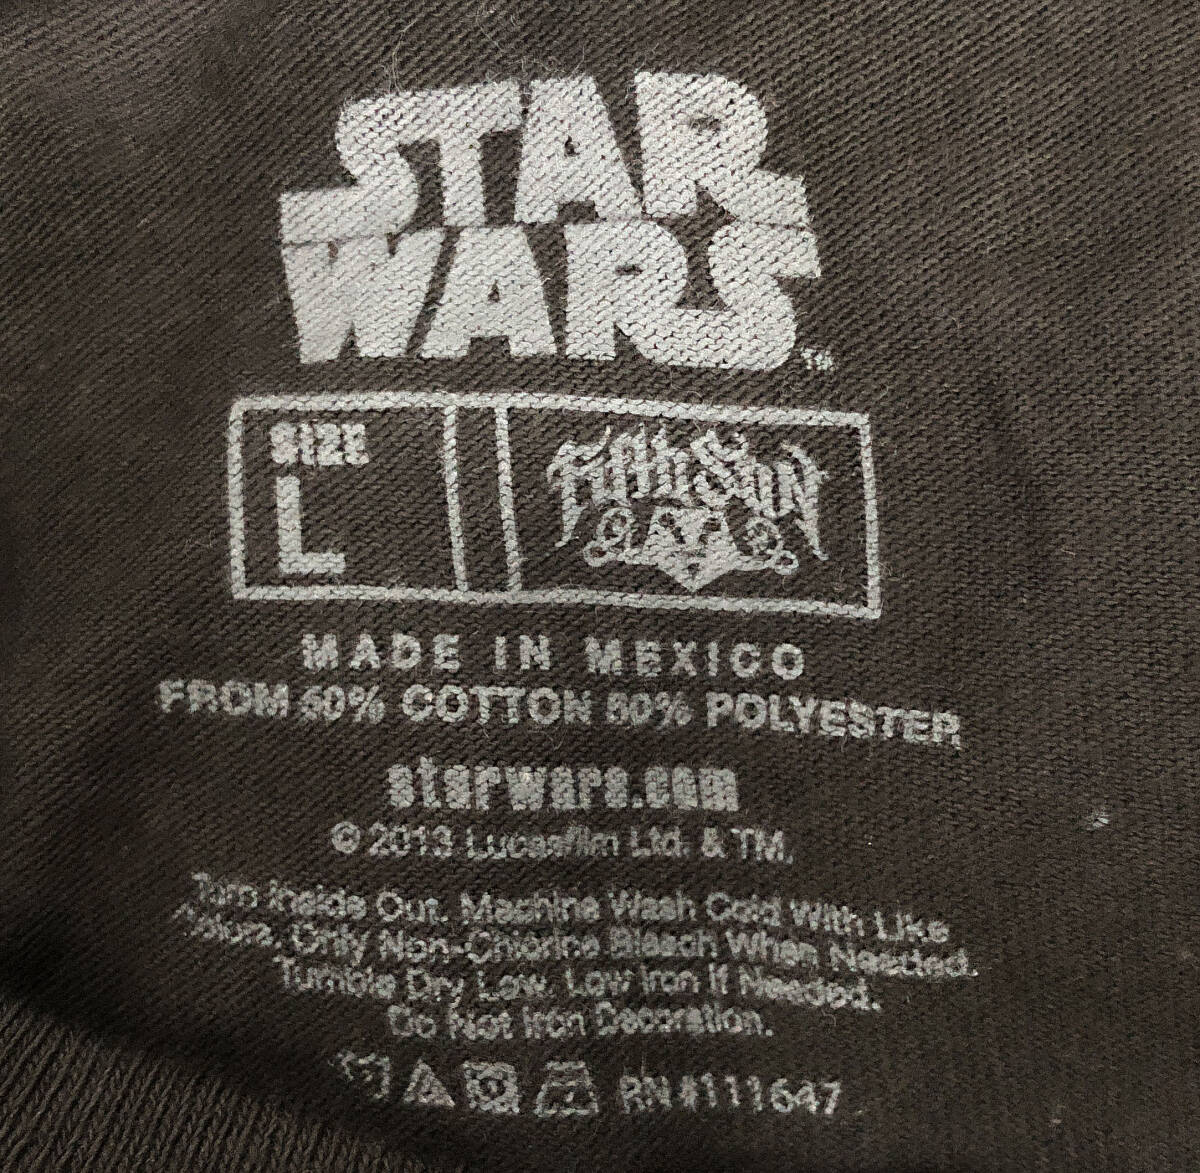 STAR
WARS
TM
SIZE
L
Fifth Sun
MADE IN MEXICO
FROM 50% COTTON 50% POLYESTER
starwars.com
© 2013 Lucasfilm Ltd. & TM.
Turn Inside Out. Machine Wash Cold With Like
Colors. Only Non-Chlorine Bleach When Needed.
Tumble Dry Low. Low Iron If Needed.
Do Not Iron Decoration.
RN#111647